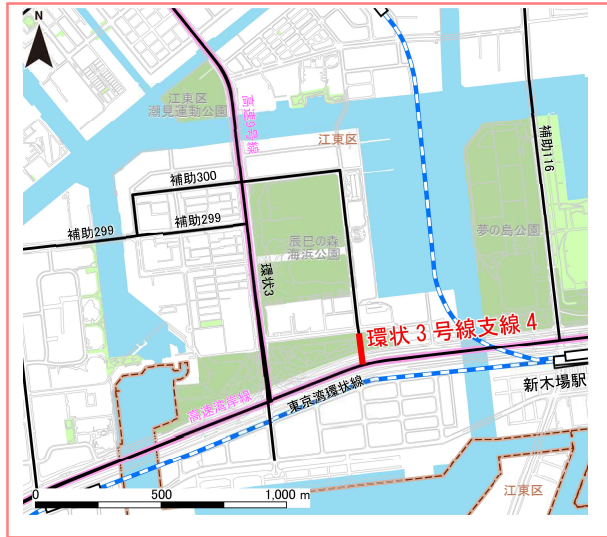 N
江東区
潮見運動公園
高速9号線
江東区
補助116
補助300
補助299
補助299
辰巳の森
海浜公園
夢の島公園
環状3
環状3号線支線4
新木場駅
高速湾岸線
東京湾環状線
0 500 1,000 m
江東区